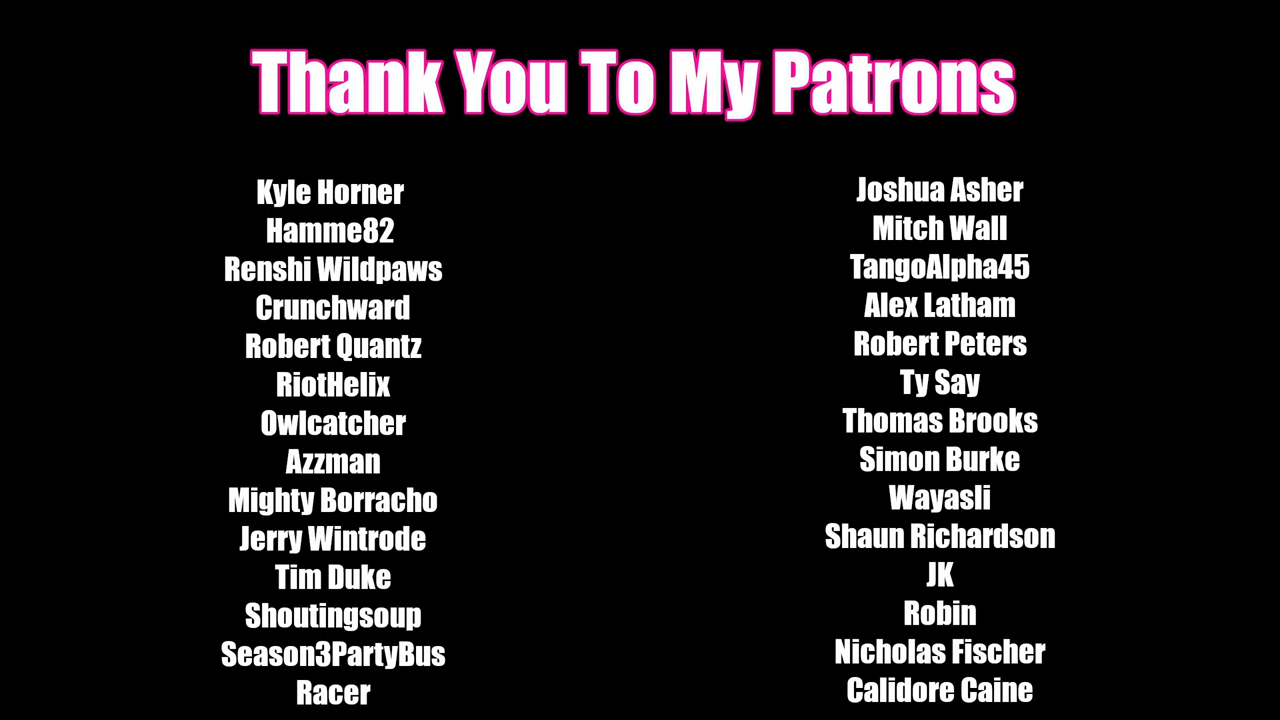 Thank You To My Patrons
Kyle Horner
Hamme82
Renshi Wildpaws
Crunchward
Robert Quantz
RiotHelix
Owlcatcher
Azzman
Mighty Borracho
Jerry Wintrode
Tim Duke
Shoutingsoup
Season3PartyBus
Racer
Joshua Asher
Mitch Wall
TangoAlpha45
Alex Latham
Robert Peters
Ty Say
Thomas Brooks
Simon Burke
Wayasli
Shaun Richardson
JK
Robin
Nicholas Fischer
Calidore Caine